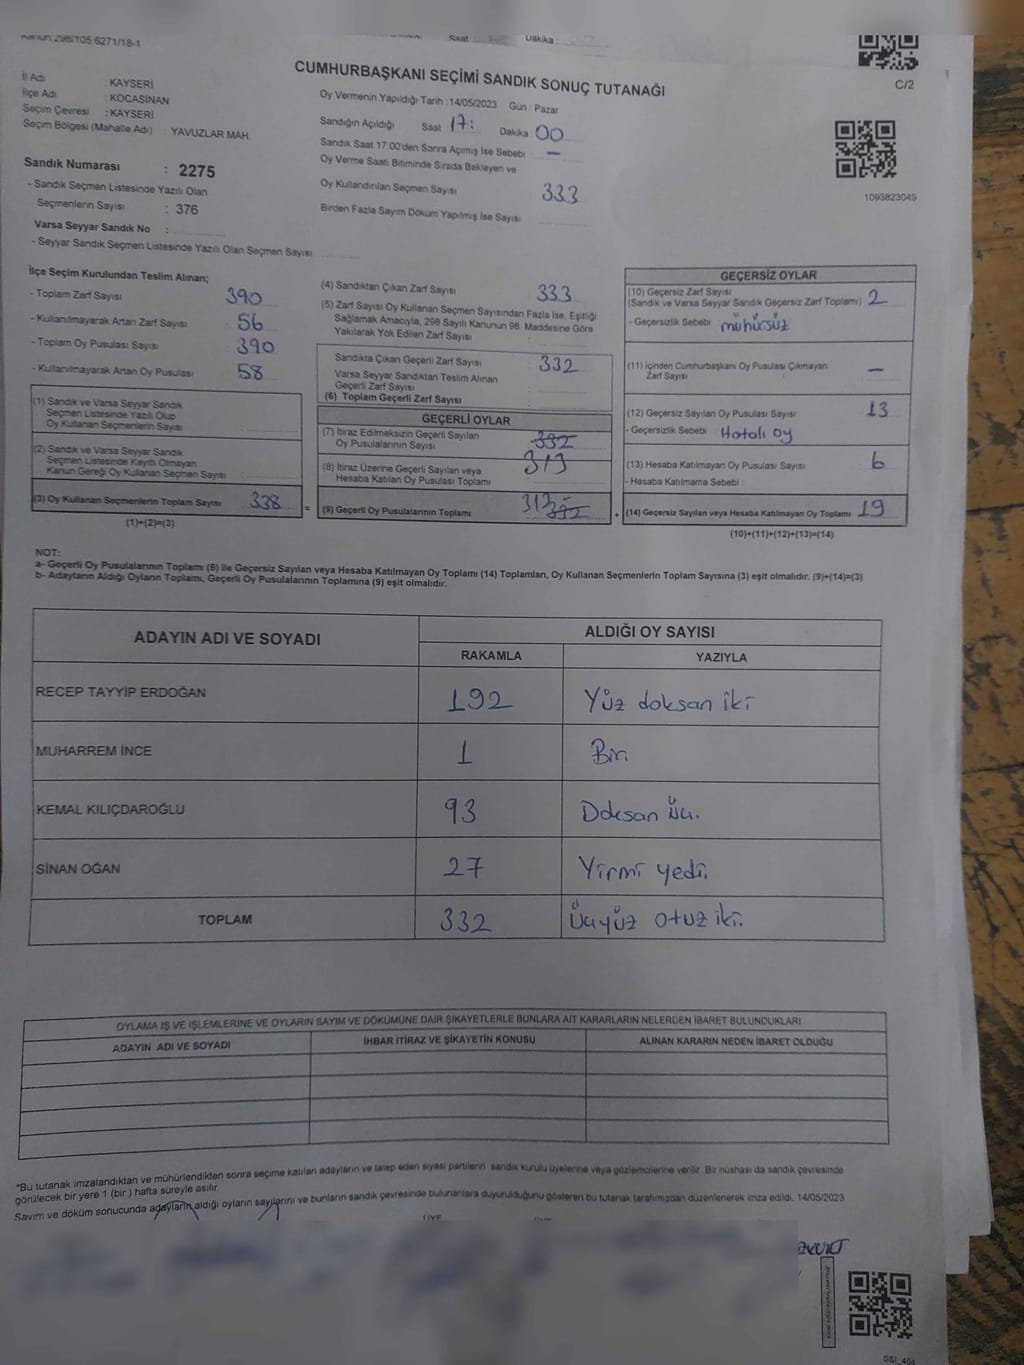 Kanun: 298/105.6271/18-1
Saat Dakika :
CUMHURBAŞKANI SEÇİMİ SANDIK SONUÇ TUTANAĞI
C/2
İl Adı : KAYSERİ
İlçe Adı : KOCASİNAN
Seçim Çevresi : KAYSERİ
Seçim Bölgesi (Mahalle Adı) : YAVUZLAR MAH.
Oy Vermenin Yapıldığı Tarih : 14/05/2023 Gün : Pazar
Sandığın Açıldığı Saat 17: Dakika 00
Sandık Saat 17:00'den Sonra Açımış İse Sebebi : —
Oy Verme Saati Bitiminde Sırada Bekleyen ve
Oy Kullandırılan Seçmen Sayısı 333
Birden Fazla Sayım Döküm Yapılmış İse Sayısı :
1093823049
Sandık Numarası : 2275
- Sandık Seçmen Listesinde Yazılı Olan
Seçmenlerin Sayısı : 376
Varsa Seyyar Sandık No :
- Seyyar Sandık Seçmen Listesinde Yazılı Olan Seçmen Sayısı
İlçe Seçim Kurulundan Teslim Alınan;
- Toplam Zarf Sayısı 390
- Kullanılmayarak Artan Zarf Sayısı 56
- Toplam Oy Pusulası Sayısı 390
- Kullanılmayarak Artan Oy Pusulası 58
(1) Sandık ve Varsa Seyyar Sandık
Seçmen Listesinde Yazılı Olup
Oy Kullanan Seçmenlerin Sayısı :
(2) Sandık ve Varsa Seyyar Sandık
Seçmen Listesinde Kayıtlı Olmayan
Kanun Gereği Oy Kullanan Seçmen Sayısı :
(3) Oy Kullanan Seçmenlerin Toplam Sayısı 338 =
(1)+(2)=(3)
(4) Sandıktan Çıkan Zarf Sayısı 333
(5) Zarf Sayısı Oy Kullanan Seçmen Sayısından Fazla İse, Eşitliği
Sağlamak Amacıyla, 298 Sayılı Kanunun 98. Maddesine Göre
Yakılarak Yok Edilen Zarf Sayısı
Sandıkta Çıkan Geçerli Zarf Sayısı 332
Varsa Seyyar Sandıktan Teslim Alınan
Geçerli Zarf Sayısı :
(6) Toplam Geçerli Zarf Sayısı
GEÇERLİ OYLAR
(7) İtiraz Edilmeksizin Geçerli Sayılan 332
Oy Pusulalarının Sayısı 313
(8) İtiraz Üzerine Geçerli Sayılan veya
Hesaba Katılan Oy Pusulası Toplamı
(9) Geçerli Oy Pusulalarının Toplamı 313 332 +
GEÇERSİZ OYLAR
(10) Geçersiz Zarf Sayısı
(Sandık ve Varsa Seyyar Sandık Geçersiz Zarf Toplamı) 2
- Geçersizlik Sebebi mühürsüz
(11) İçinden Cumhurbaşkanı Oy Pusulası Çıkmayan
Zarf Sayısı —
(12) Geçersiz Sayılan Oy Pusulası Sayısı 13
- Geçersizlik Sebebi Hatalı oy
(13) Hesaba Katılmayan Oy Pusulası Sayısı 6
- Hesaba Katılmama Sebebi
(14) Geçersiz Sayılan veya Hesaba Katılmayan Oy Toplamı 19
(10)+(11)+(12)+(13)=(14)
NOT:
a- Geçerli Oy Pusulalarının Toplamı (9) ile Geçersiz Sayılan veya Hesaba Katılmayan Oy Toplamı (14) Toplamları, Oy Kullanan Seçmenlerin Toplam Sayısına (3) eşit olmalıdır. (9)+(14)=(3)
b- Adayların Aldığı Oyların Toplamı, Geçerli Oy Pusulalarının Toplamına (9) eşit olmalıdır.
ADAYIN ADI VE SOYADI ALDIĞI OY SAYISI
RAKAMLA YAZIYLA
RECEP TAYYİP ERDOĞAN 192 Yüz doksan iki
MUHARREM İNCE 1 Bir.
KEMAL KILIÇDAROĞLU 93 Doksan üç.
SİNAN OĞAN 27 Yirmi yedi.
TOPLAM 332 Üçyüz otuz iki.
OYLAMA İŞ VE İŞLEMLERİNE VE OYLARIN SAYIM VE DÖKÜMÜNE DAİR ŞİKAYETLERLE BUNLARA AİT KARARLARIN NELERDEN İBARET BULUNDUKLARI
ADAYIN ADI VE SOYADI İHBAR İTİRAZ VE ŞİKAYETİN KONUSU ALINAN KARARIN NEDEN İBARET OLDUĞU
*Bu tutanak imzalandıktan ve mühürlendikten sonra seçime katılan adayların ve talep eden siyasi partilerin sandık kurulu üyelerine veya gözlemcilerine verilir. Bir nüshası da sandık çevresinde
görülecek bir yere 1 (bir) hafta süreyle asılır.
Sayım ve döküm sonucunda adayların aldığı oyların sayılarını ve bunların sandık çevresinde bulunanlara duyurulduğunu gösteren bu tutanak tarafımızdan düzenlenerek imza edildi. 14/05/2023
ÜYE